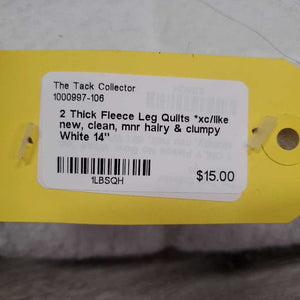 The Tack Collector
1000997-106
2 Thick Fleece Leg Quilts *xc/like
new, clean, mnr hairy & clumpy
White 14"
1LBSQH
$15.00